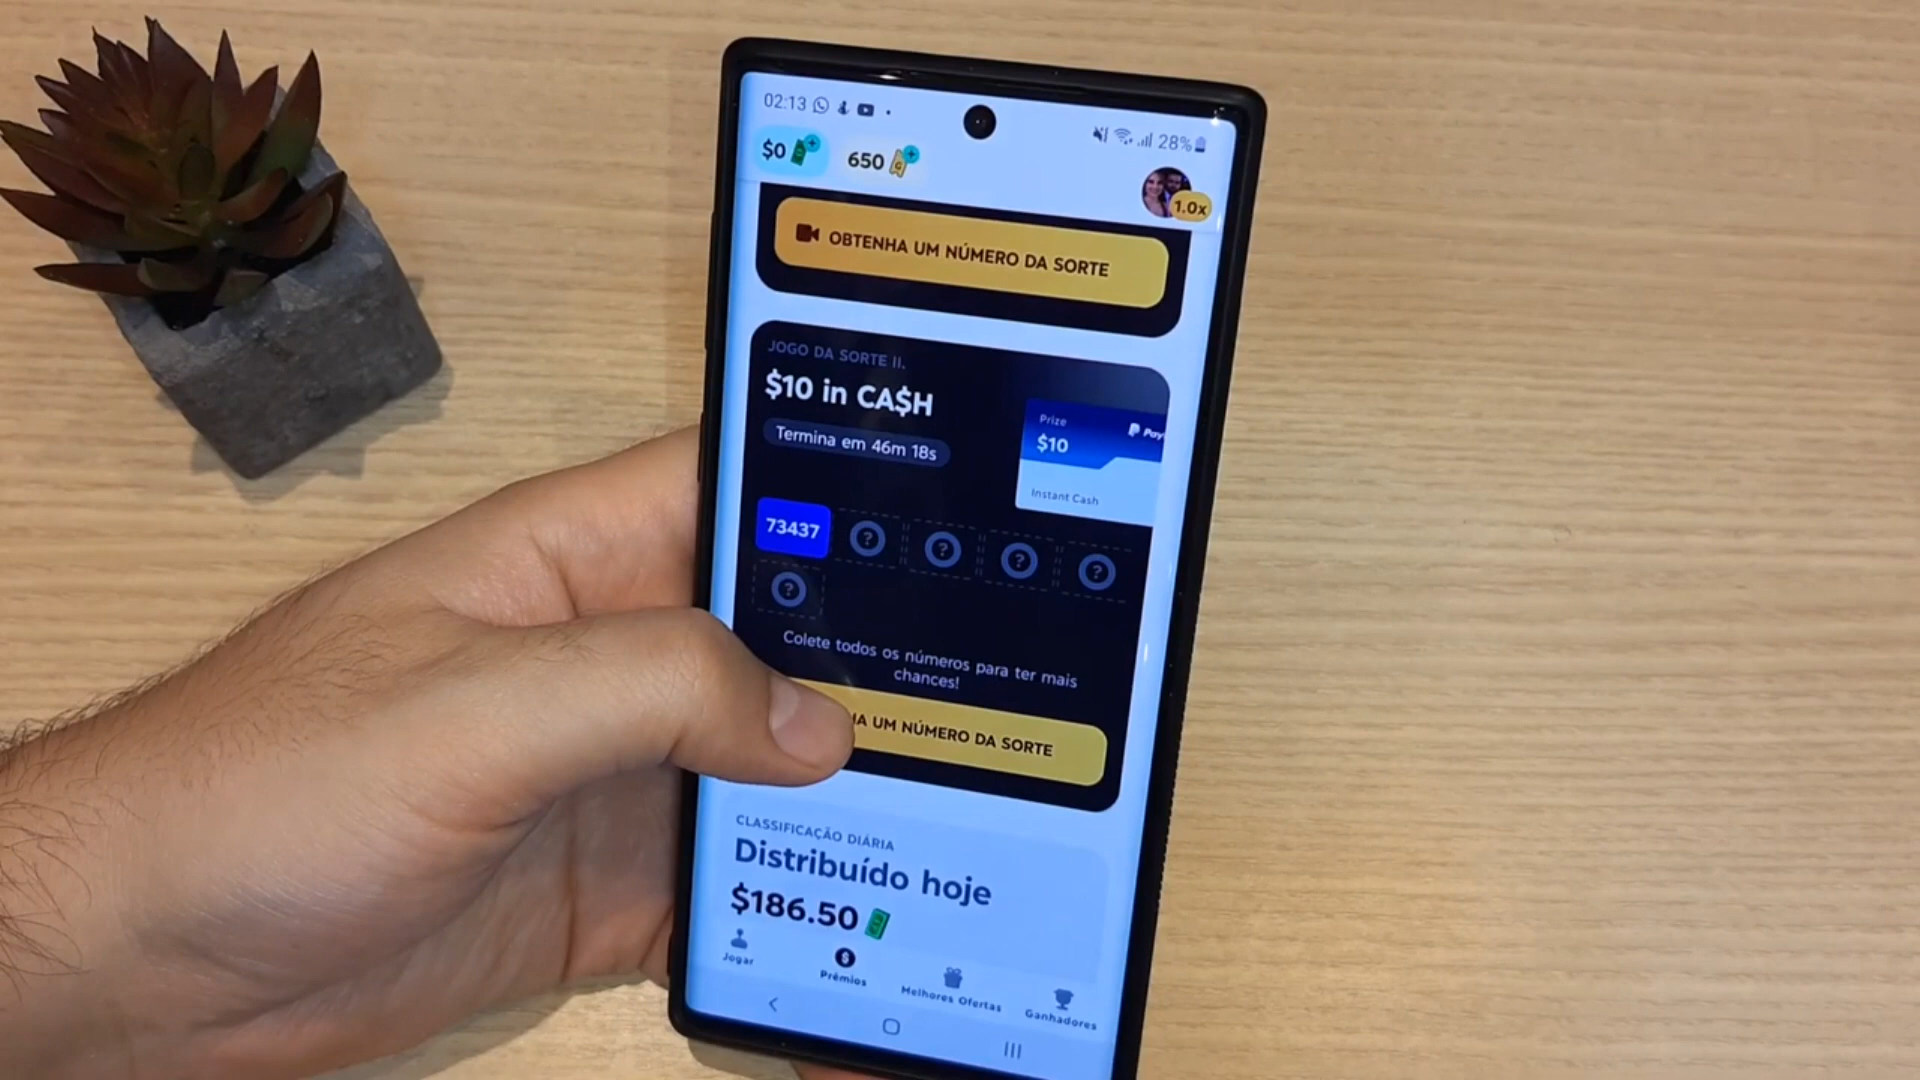 02:13
28%
$0
650
1.0x
OBTENHA UM NÚMERO DA SORTE
JOGO DA SORTE II.
$10 in CA$H
Termina em 46m 18s
Prize
$10
Instant Cash
73437
? ? ? ?
?
Colete todos os números para ter mais
chances!
UM NÚMERO DA SORTE
CLASSIFICAÇÃO DIÁRIA
Distribuído hoje
$186.50
Jogar
Prêmios
Melhores Ofertas
Ganhadores